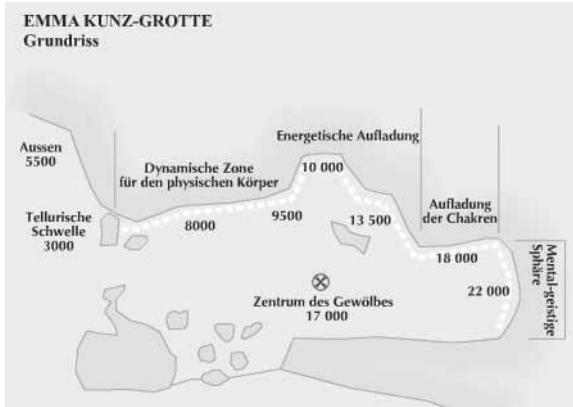 EMMA KUNZ-GROTTE
Grundriss
Energetische Aufladung
Aussen
5500
Dynamische Zone
für den physischen Körper
10 000
Aufladung
der Chakren
Tellurische
Schwelle
3000
8000
9500
13 500
18 000
Mental-geistige
Sphäre
22 000
Zentrum des Gewölbes
17 000